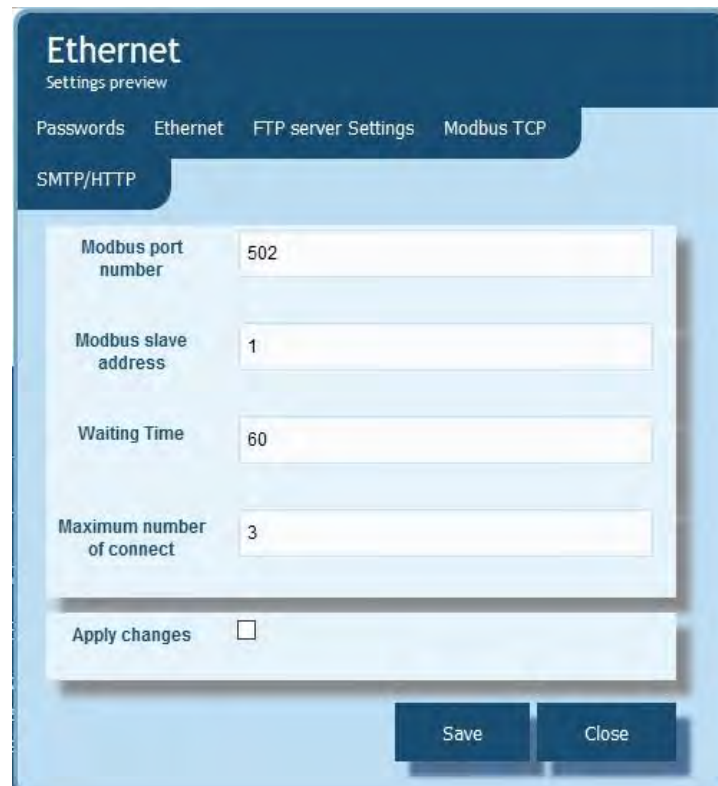 Ethernet
Settings preview
Passwords Ethernet FTP server Settings Modbus TCP
SMTP/HTTP
Modbus port
number
502
Modbus slave
address
1
Waiting Time
60
Maximum number
of connect
3
Apply changes
Save Close